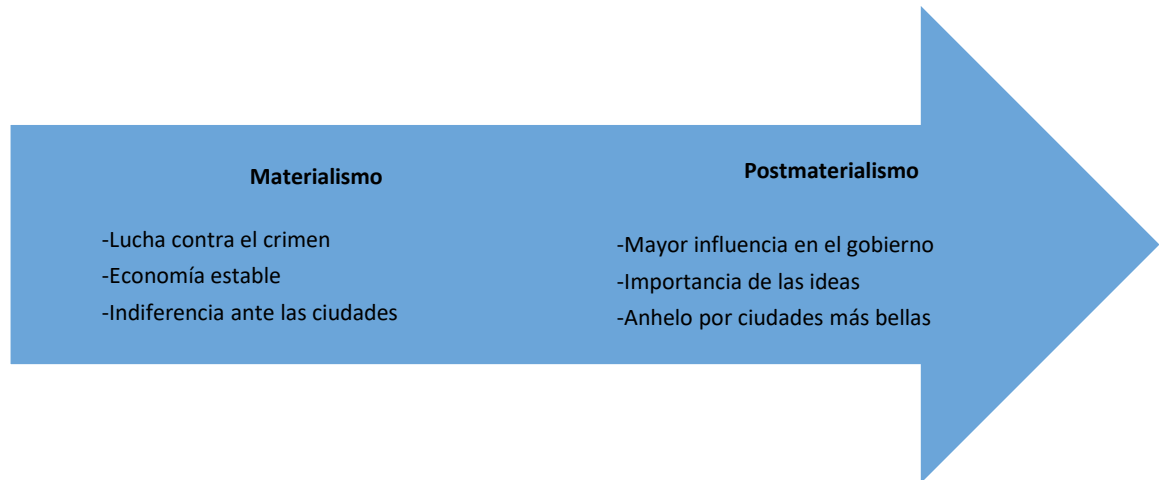 Materialismo
-Lucha contra el crimen
-Economía estable
-Indiferencia ante las ciudades
Postmaterialismo
-Mayor influencia en el gobierno
-Importancia de las ideas
-Anhelo por ciudades más bellas